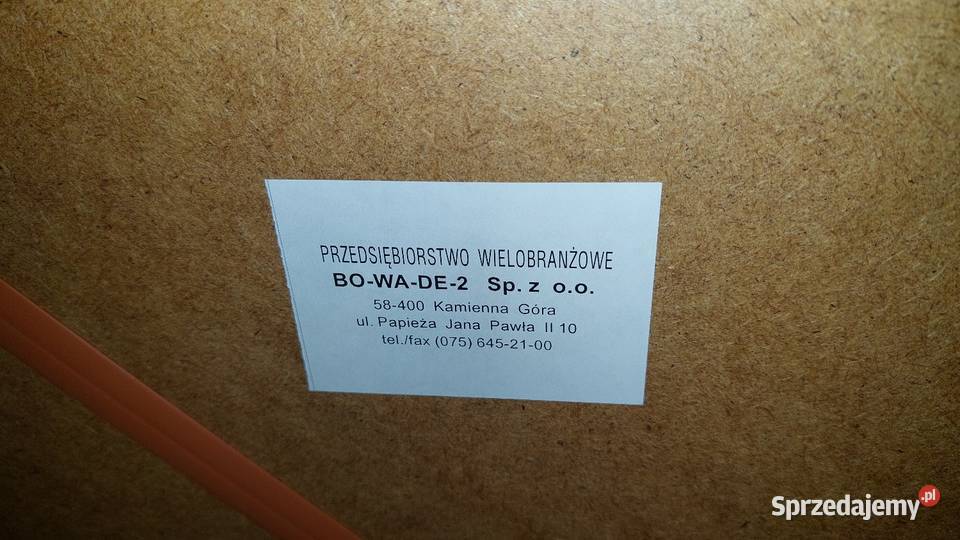 PRZEDSIĘBIORSTWO WIELOBRANŻOWE
BO-WA-DE-2 Sp. z o.o.
58-400 Kamienna Góra
ul. Papieża Jana Pawła II 10
tel./fax (075) 645-21-00
Sprzedajemy.pl